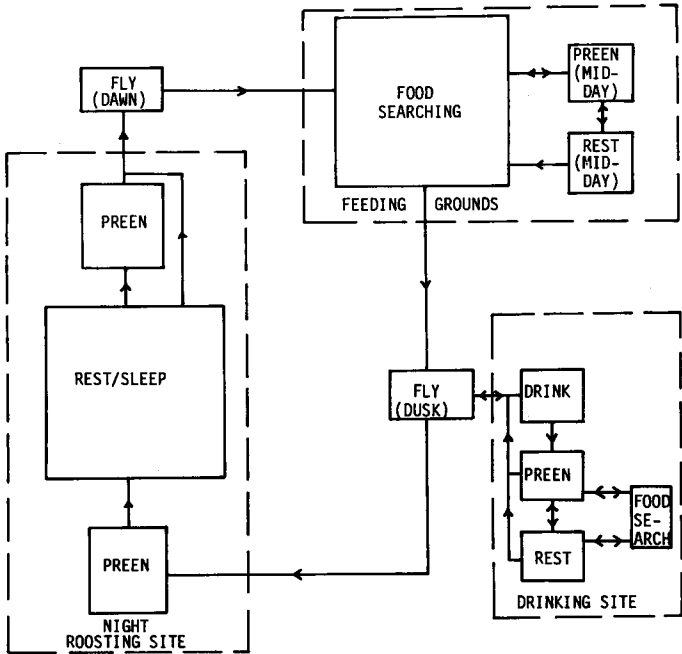 FLY
(DAWN)
FOOD
SEARCHING
PREEN
(MID-
DAY)
REST
(MID-
DAY)
FEEDING GROUNDS
PREEN
REST/SLEEP
PREEN
NIGHT
ROOSTING SITE
FLY
(DUSK)
DRINK
PREEN
REST
FOOD
SE-
ARCH
DRINKING SITE